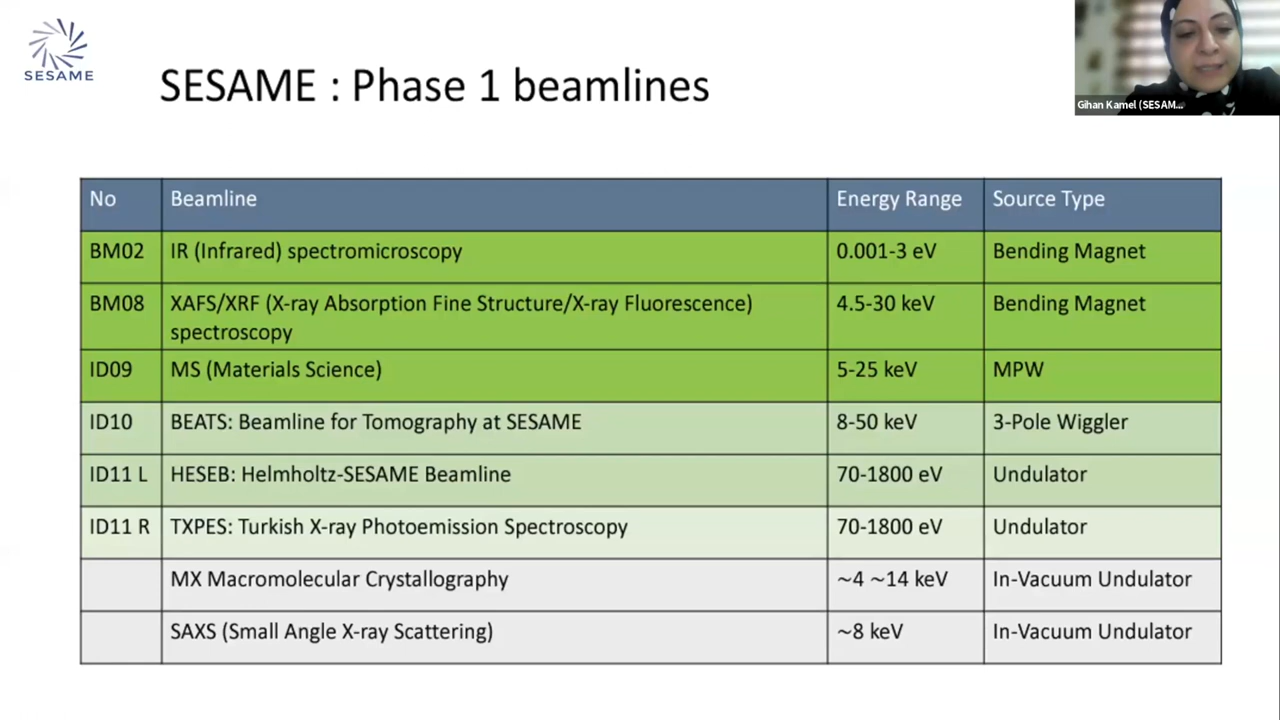 SESAME
SESAME : Phase 1 beamlines
Gihan Kamel (SESAM...
No Beamline Energy Range Source Type
BM02 IR (Infrared) spectromicroscopy 0.001-3 eV Bending Magnet
BM08 XAFS/XRF (X-ray Absorption Fine Structure/X-ray Fluorescence) 4.5-30 keV Bending Magnet
spectroscopy
ID09 MS (Materials Science) 5-25 keV MPW
ID10 BEATS: Beamline for Tomography at SESAME 8-50 keV 3-Pole Wiggler
ID11 L HESEB: Helmholtz-SESAME Beamline 70-1800 eV Undulator
ID11 R TXPES: Turkish X-ray Photoemission Spectroscopy 70-1800 eV Undulator
MX Macromolecular Crystallography ~4 ~14 keV In-Vacuum Undulator
SAXS (Small Angle X-ray Scattering) ~8 keV In-Vacuum Undulator